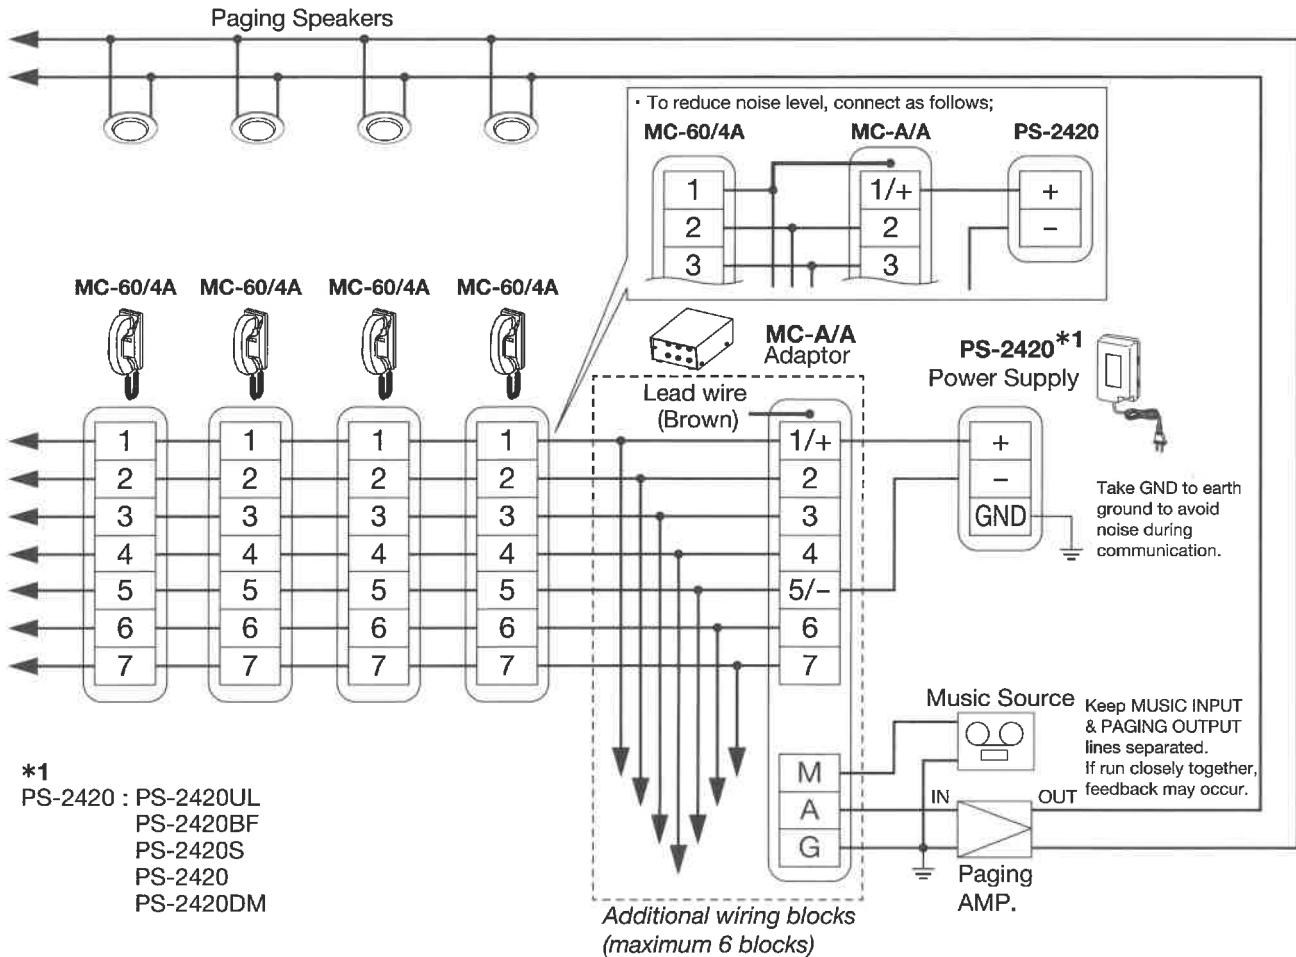 Paging Speakers
· To reduce noise level, connect as follows;
MC-60/4A MC-A/A PS-2420
1 1/+ +
2 2 −
3 3
MC-60/4A MC-60/4A MC-60/4A MC-60/4A
MC-A/A
Adaptor
PS-2420*1
Power Supply
Lead wire
(Brown)
1 1 1 1 1/+ +
2 2 2 2 2 −
3 3 3 3 3 GND
4 4 4 4 4
5 5 5 5 5/−
6 6 6 6 6
7 7 7 7 7
Take GND to earth
ground to avoid
noise during
communication.
Music Source
Keep MUSIC INPUT
& PAGING OUTPUT
lines separated.
If run closely together,
feedback may occur.
M
A
G
IN OUT
Paging
AMP.
*1
PS-2420 : PS-2420UL
PS-2420BF
PS-2420S
PS-2420
PS-2420DM
Additional wiring blocks
(maximum 6 blocks)